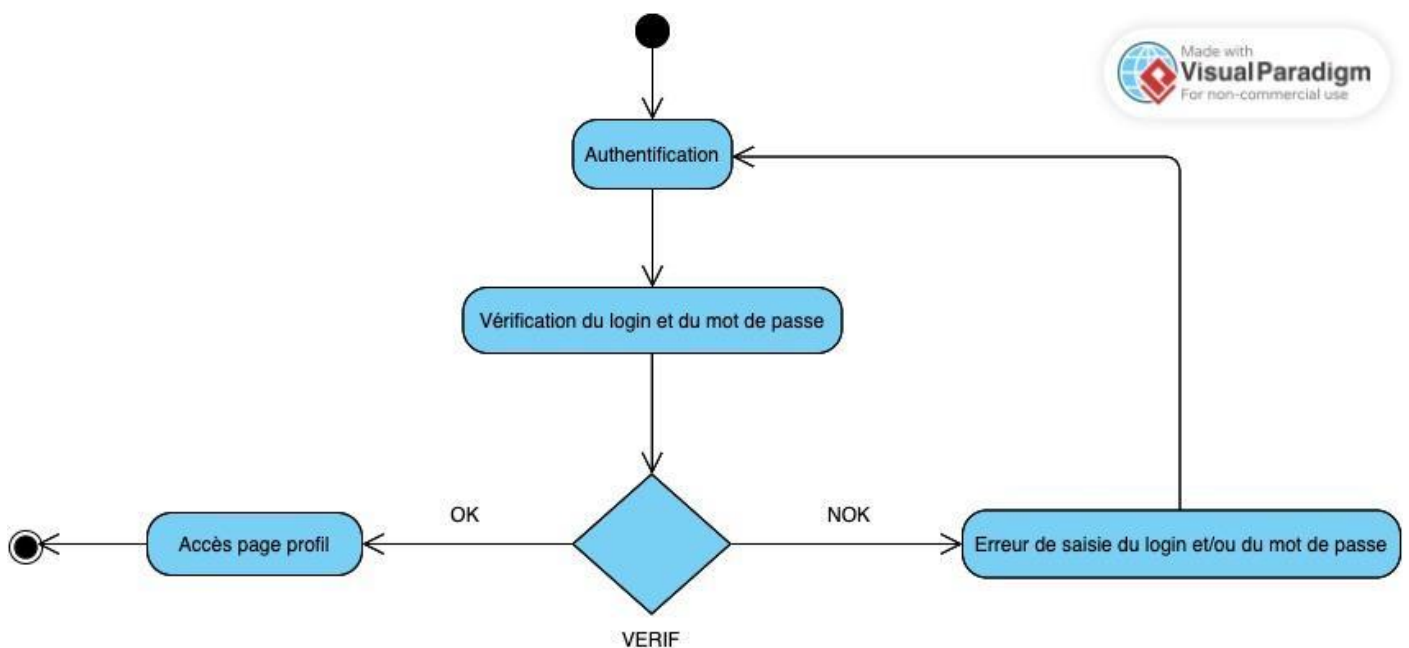 Made with
Visual Paradigm
For non-commercial use
Authentification
Vérification du login et du mot de passe
OK
NOK
Accès page profil
Erreur de saisie du login et/ou du mot de passe
VERIF